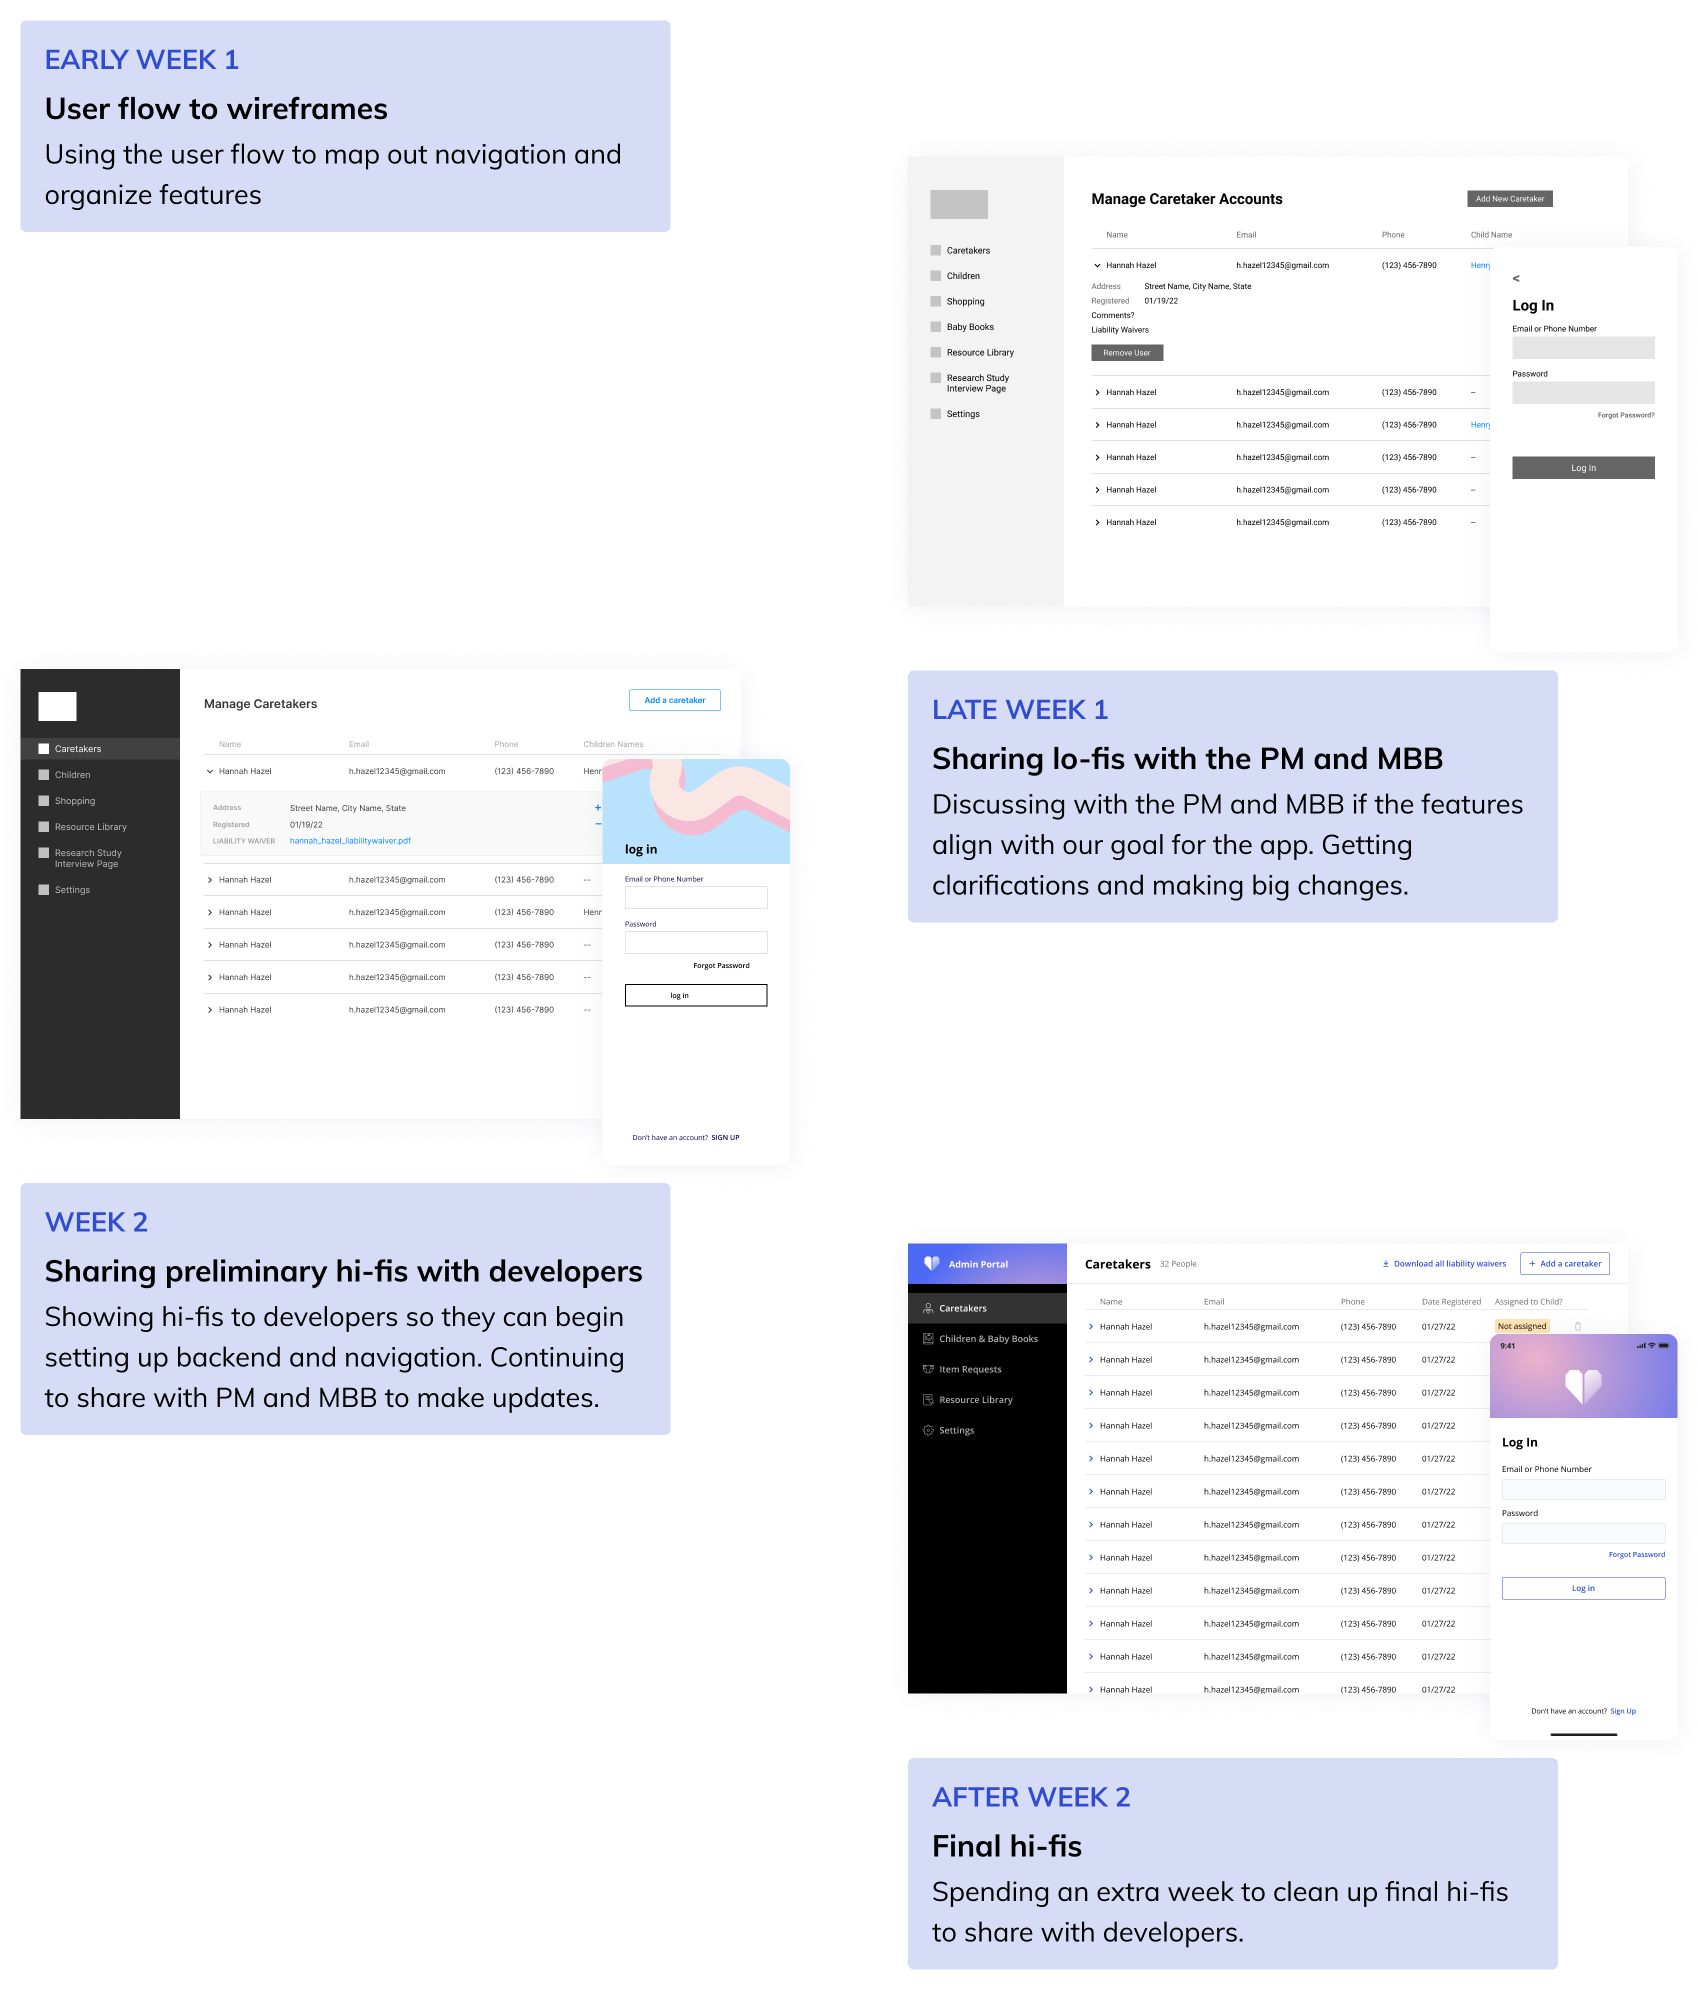 EARLY WEEK 1
User flow to wireframes
Using the user flow to map out navigation and
organize features
Manage Caretaker Accounts
Add New Caretaker
Caretakers
Children
Shopping
Baby Books
Resource Library
Research Study
Interview Page
Settings
Name Email Phone Child Name
Hannah Hazel h.hazel12345@gmail.com (123) 456-7890 Henry
Address Street Name, City Name, State
Registered 01/19/22
Comments?
Liability Waivers
Remove User
Hannah Hazel h.hazel12345@gmail.com (123) 456-7890 --
Hannah Hazel h.hazel12345@gmail.com (123) 456-7890 Henry
Hannah Hazel h.hazel12345@gmail.com (123) 456-7890 --
Hannah Hazel h.hazel12345@gmail.com (123) 456-7890 --
Hannah Hazel h.hazel12345@gmail.com (123) 456-7890 --
<
Log In
Email or Phone Number
Password
Forgot Password?
Log In
LATE WEEK 1
Sharing lo-fis with the PM and MBB
Discussing with the PM and MBB if the features
align with our goal for the app. Getting
clarifications and making big changes.
Caretakers
Children
Shopping
Resource Library
Research Study
Interview Page
Settings
Manage Caretakers
Add a caretaker
Name Email Phone Children Names
Hannah Hazel h.hazel12345@gmail.com (123) 456-7890 Henr
Address Street Name, City Name, State +
Registered 01/19/22 –
LIABILITY WAIVER hannah_hazel_liabilitywaiver.pdf
Hannah Hazel h.hazel12345@gmail.com (123) 456-7890 --
Hannah Hazel h.hazel12345@gmail.com (123) 456-7890 Henr
Hannah Hazel h.hazel12345@gmail.com (123) 456-7890 --
Hannah Hazel h.hazel12345@gmail.com (123) 456-7890 --
Hannah Hazel h.hazel12345@gmail.com (123) 456-7890 --
log in
Email or Phone Number
Password
Forgot Password
log in
Don't have an account? SIGN UP
WEEK 2
Sharing preliminary hi-fis with developers
Showing hi-fis to developers so they can begin
setting up backend and navigation. Continuing
to share with PM and MBB to make updates.
Admin Portal
Caretakers
Children & Baby Books
Item Requests
Resource Library
Settings
Caretakers 32 People
Download all liability waivers
+ Add a caretaker
Name Email Phone Date Registered Assigned to Child?
Hannah Hazel h.hazel12345@gmail.com (123) 456-7890 01/27/22 Not assigned
Hannah Hazel h.hazel12345@gmail.com (123) 456-7890 01/27/22
Hannah Hazel h.hazel12345@gmail.com (123) 456-7890 01/27/22
Hannah Hazel h.hazel12345@gmail.com (123) 456-7890 01/27/22
Hannah Hazel h.hazel12345@gmail.com (123) 456-7890 01/27/22
Hannah Hazel h.hazel12345@gmail.com (123) 456-7890 01/27/22
Hannah Hazel h.hazel12345@gmail.com (123) 456-7890 01/27/22
Hannah Hazel h.hazel12345@gmail.com (123) 456-7890 01/27/22
Hannah Hazel h.hazel12345@gmail.com (123) 456-7890 01/27/22
Hannah Hazel h.hazel12345@gmail.com (123) 456-7890 01/27/22
Hannah Hazel h.hazel12345@gmail.com (123) 456-7890 01/27/22
Hannah Hazel h.hazel12345@gmail.com (123) 456-7890 01/27/22
9:41
Log In
Email or Phone Number
Password
Forgot Password
Log in
Don't have an account? Sign Up
AFTER WEEK 2
Final hi-fis
Spending an extra week to clean up final hi-fis
to share with developers.